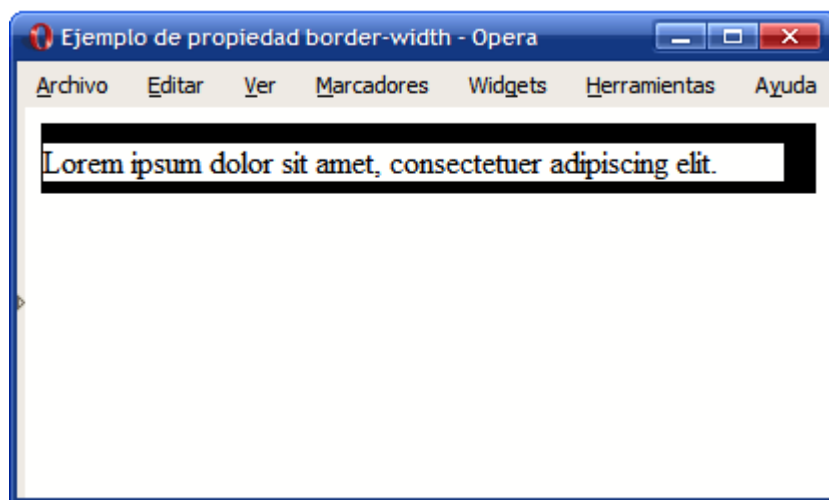 Ejemplo de propiedad border-width - Opera
Archivo Editar Ver Marcadores Widgets Herramientas Ayuda
Lorem ipsum dolor sit amet, consectetuer adipiscing elit.